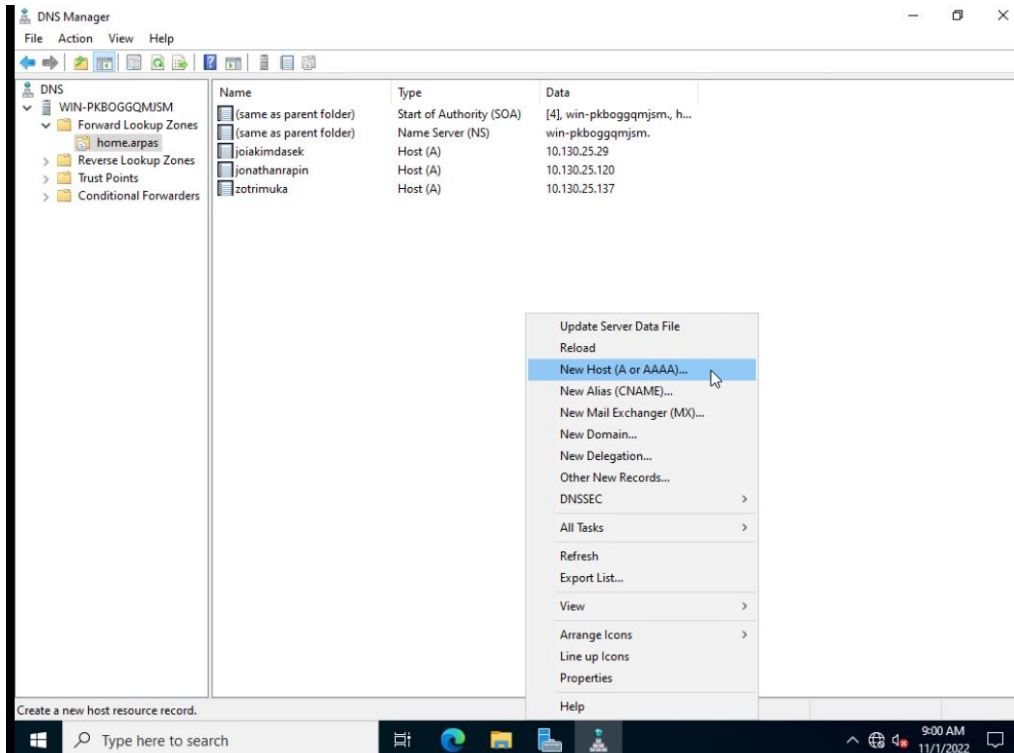 DNS Manager
File Action View Help
DNS
WIN-PKBOGGQMJSM
Forward Lookup Zones
home.arpas
Reverse Lookup Zones
Trust Points
Conditional Forwarders
Name Type Data
(same as parent folder) Start of Authority (SOA) [4], win-pkboggqmjsm., h...
(same as parent folder) Name Server (NS) win-pkboggqmjsm.
joiakimdasek Host (A) 10.130.25.29
jonathanrapin Host (A) 10.130.25.120
zotrimuka Host (A) 10.130.25.137
Update Server Data File
Reload
New Host (A or AAAA)...
New Alias (CNAME)...
New Mail Exchanger (MX)...
New Domain...
New Delegation...
Other New Records...
DNSSEC
All Tasks
Refresh
Export List...
View
Arrange Icons
Line up Icons
Properties
Help
Create a new host resource record.
Type here to search
9:00 AM
11/1/2022